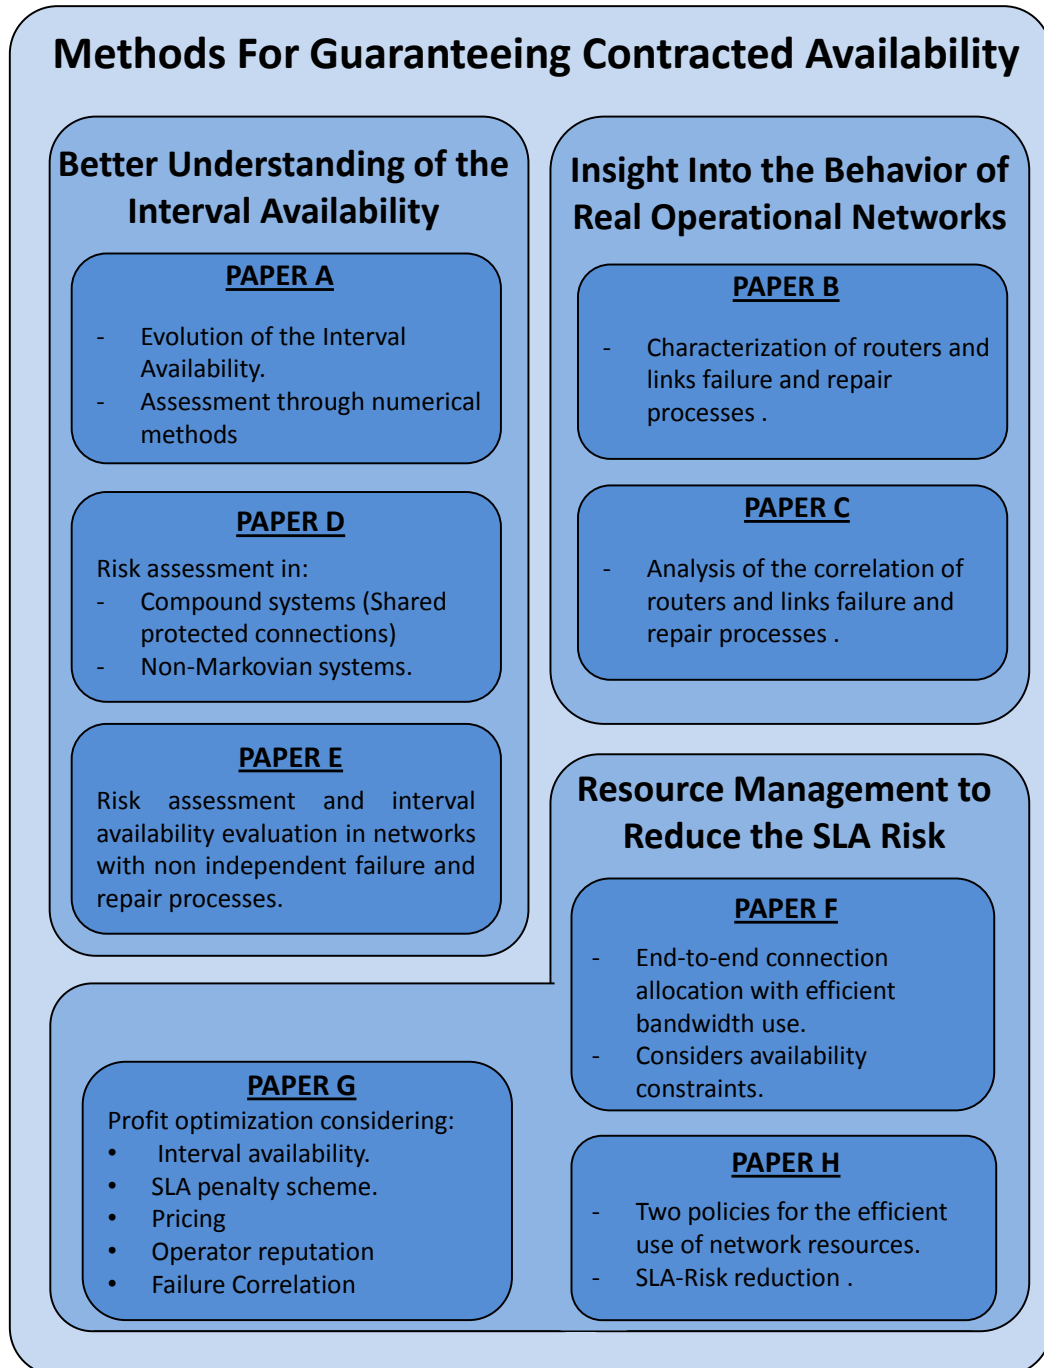 Methods For Guaranteeing Contracted Availability
Better Understanding of the
Interval Availability
PAPER A
- Evolution of the Interval
Availability.
- Assessment through numerical
methods
PAPER D
Risk assessment in:
- Compound systems (Shared
protected connections)
- Non-Markovian systems.
PAPER E
Risk assessment and interval
availability evaluation in networks
with non independent failure and
repair processes.
Insight Into the Behavior of
Real Operational Networks
PAPER B
- Characterization of routers and
links failure and repair
processes .
PAPER C
- Analysis of the correlation of
routers and links failure and
repair processes .
Resource Management to
Reduce the SLA Risk
PAPER F
- End-to-end connection
allocation with efficient
bandwidth use.
- Considers availability
constraints.
PAPER G
Profit optimization considering:
• Interval availability.
• SLA penalty scheme.
• Pricing
• Operator reputation
• Failure Correlation
PAPER H
- Two policies for the efficient
use of network resources.
- SLA-Risk reduction .